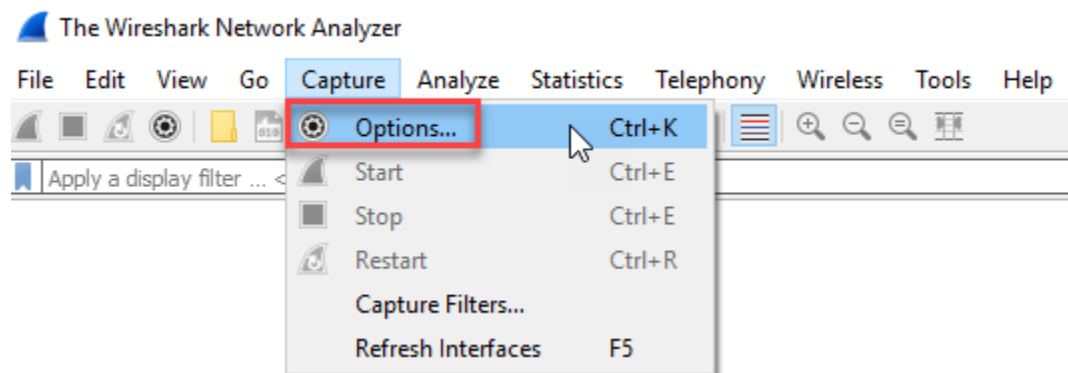 The Wireshark Network Analyzer
File Edit View Go Capture Analyze Statistics Telephony Wireless Tools Help
010
Options... Ctrl+K
Apply a display filter ... <
Start Ctrl+E
Stop Ctrl+E
Restart Ctrl+R
Capture Filters...
Refresh Interfaces F5